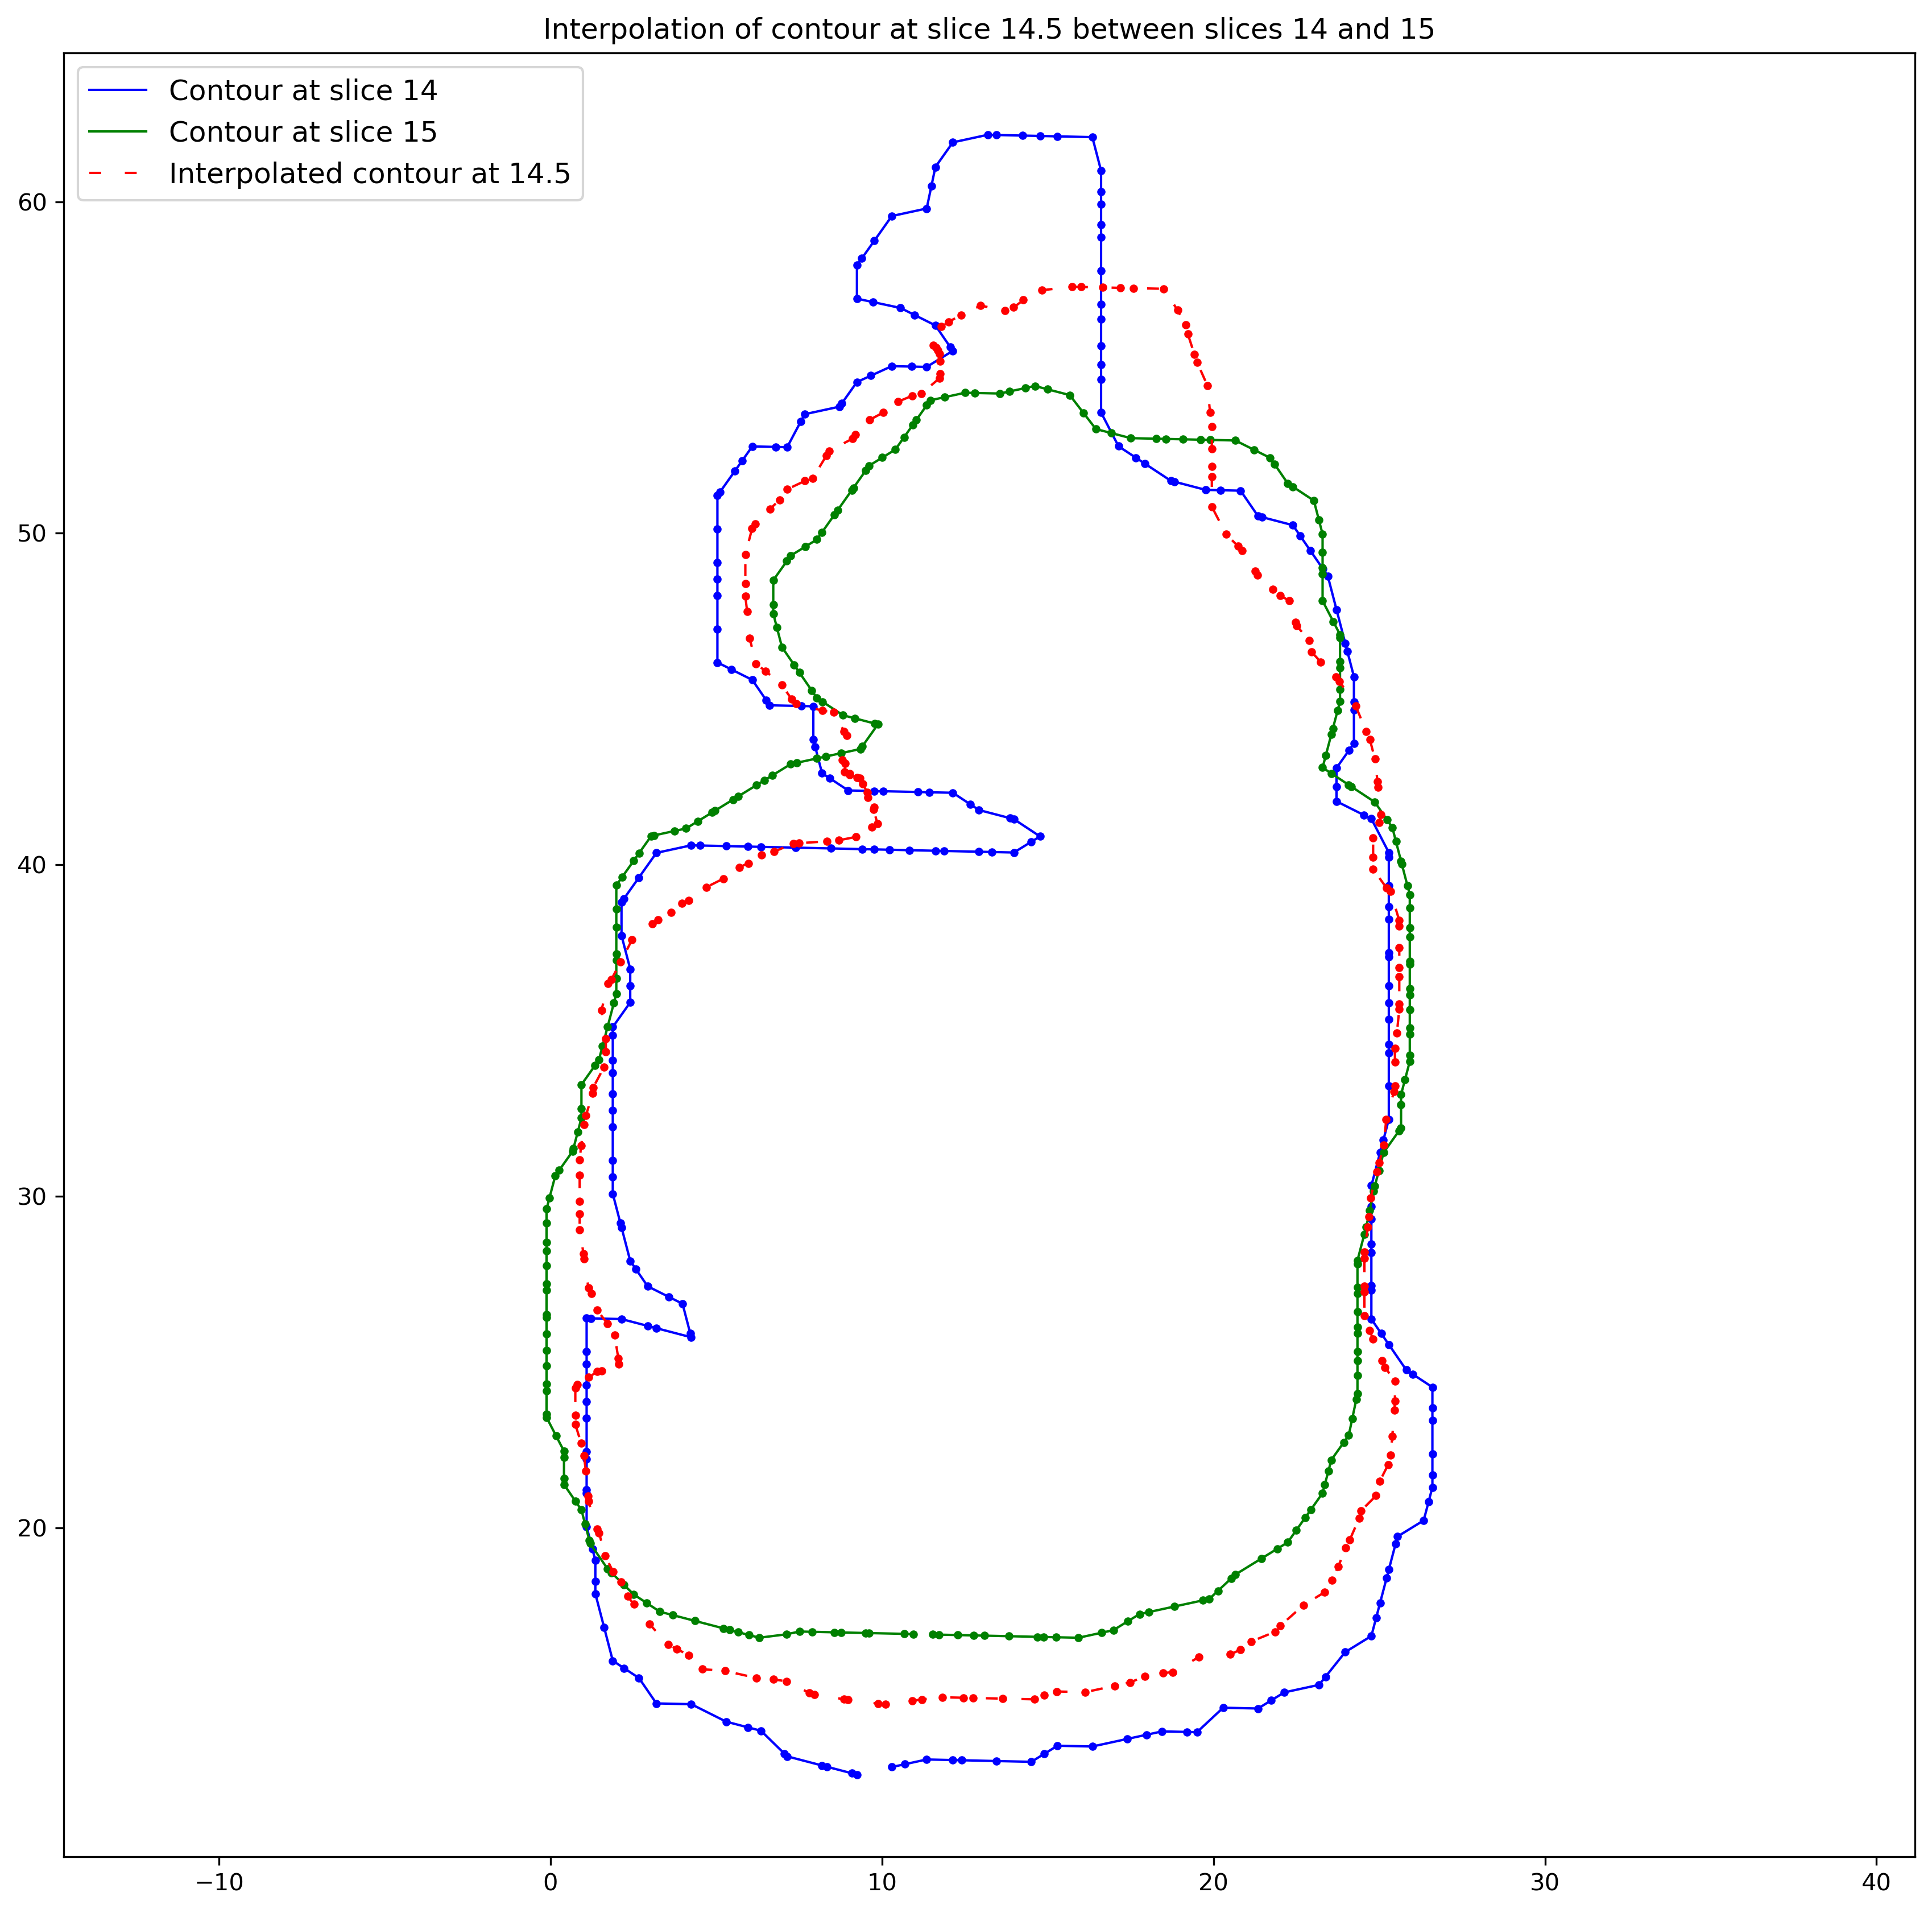 Interpolation of contour at slice 14.5 between slices 14 and 15
Contour at slice 14
Contour at slice 15
Interpolated contour at 14.5
60
50
40
30
20
−10 0 10 20 30 40